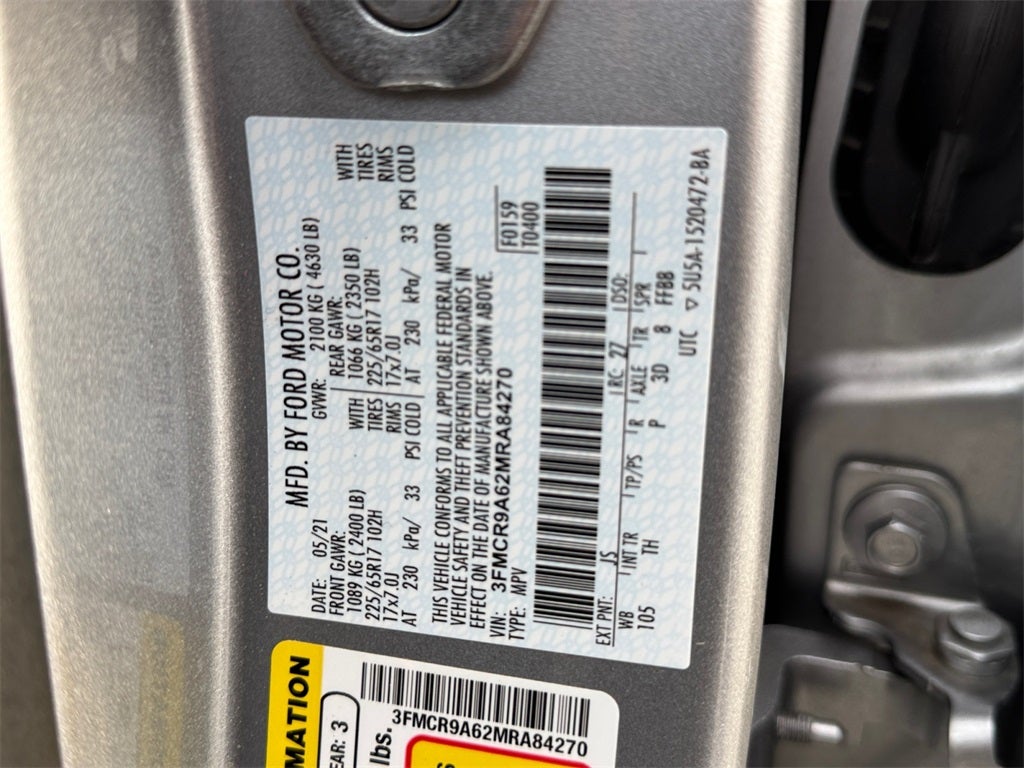 MFD. BY FORD MOTOR CO.
DATE: 05/21 GVWR: 2100 KG ( 4630 LB)
FRONT GAWR: REAR GAWR:
1089 KG ( 2400 LB) WITH 1066 KG ( 2350 LB) WITH
225/65R17 102H TIRES 225/65R17 102H TIRES
17x7.0J RIMS 17x7.0J RIMS
AT 230 kPa/ 33 PSI COLD AT 230 kPa/ 33 PSI COLD
THIS VEHICLE CONFORMS TO ALL APPLICABLE FEDERAL MOTOR
VEHICLE SAFETY AND THEFT PREVENTION STANDARDS IN
EFFECT ON THE DATE OF MANUFACTURE SHOWN ABOVE.
VIN: 3FMCR9A62MRA84270 F0159
TYPE: MPV T0400
EXT PNT: JS RC: 27 DSO:
WB INT TR TP/PS R AXLE TR SPR
105 TH P 3D 8 FFBB
UTC ▽ 5U5A-1520472-BA
MATION
EAR: 3
lbs.
3FMCR9A62MRA84270